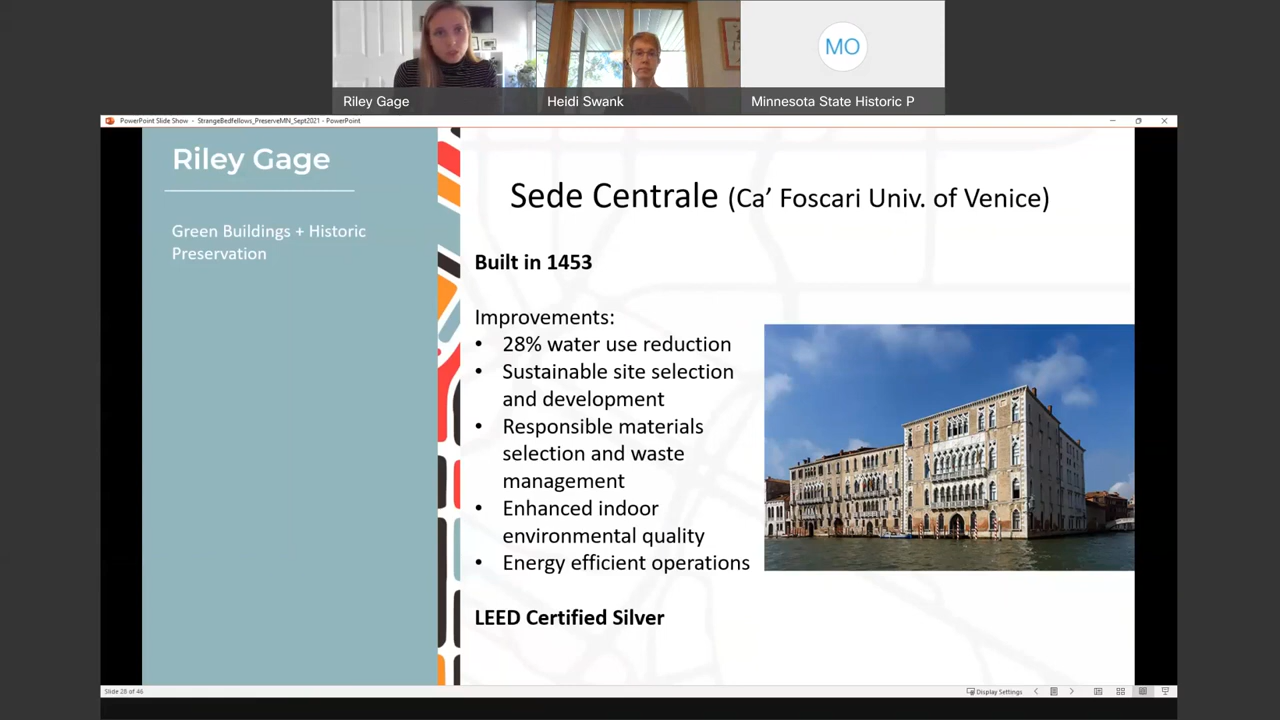 MO
Riley Gage
Heidi Swank
Minnesota State Historic P
PowerPoint Slide Show - StrangeBedfellows_PreserveMN_Sept2021 - PowerPoint
Riley Gage
Green Buildings + Historic
Preservation
Sede Centrale (Ca’ Foscari Univ. of Venice)
Built in 1453
Improvements:
• 28% water use reduction
• Sustainable site selection
and development
• Responsible materials
selection and waste
management
• Enhanced indoor
environmental quality
• Energy efficient operations
LEED Certified Silver
Slide 28 of 46
Display Settings